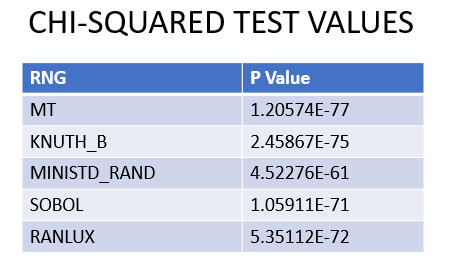 CHI-SQUARED TEST VALUES
RNG P Value
MT 1.20574E-77
KNUTH_B 2.45867E-75
MINISTD_RAND 4.52276E-61
SOBOL 1.05911E-71
RANLUX 5.35112E-72